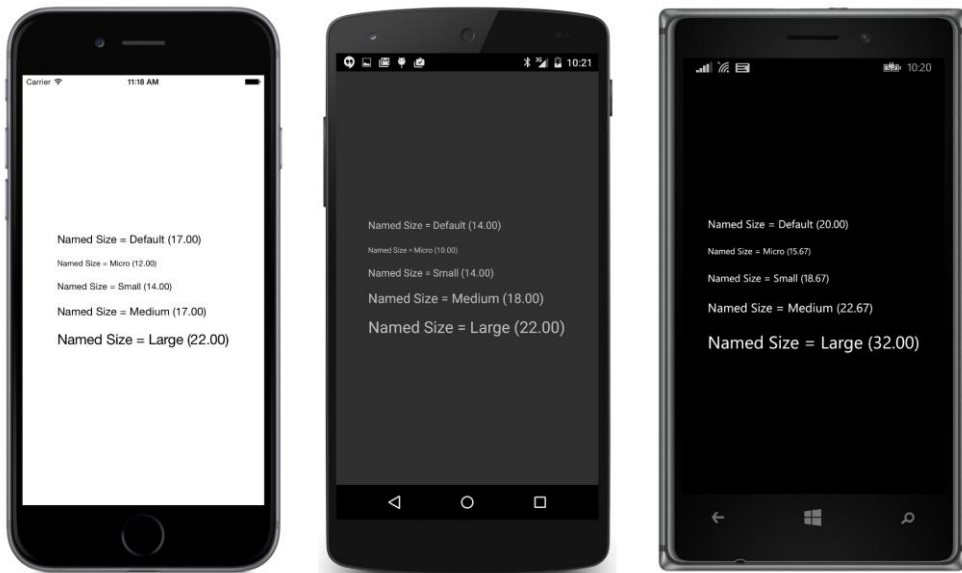 Carrier
11:18 AM
Named Size = Default (17.00)
Named Size = Micro (12.00)
Named Size = Small (14.00)
Named Size = Medium (17.00)
Named Size = Large (22.00)
3G
10:21
Named Size = Default (14.00)
Named Size = Micro (10.00)
Named Size = Small (14.00)
Named Size = Medium (18.00)
Named Size = Large (22.00)
10:20
Named Size = Default (20.00)
Named Size = Micro (15.67)
Named Size = Small (18.67)
Named Size = Medium (22.67)
Named Size = Large (32.00)